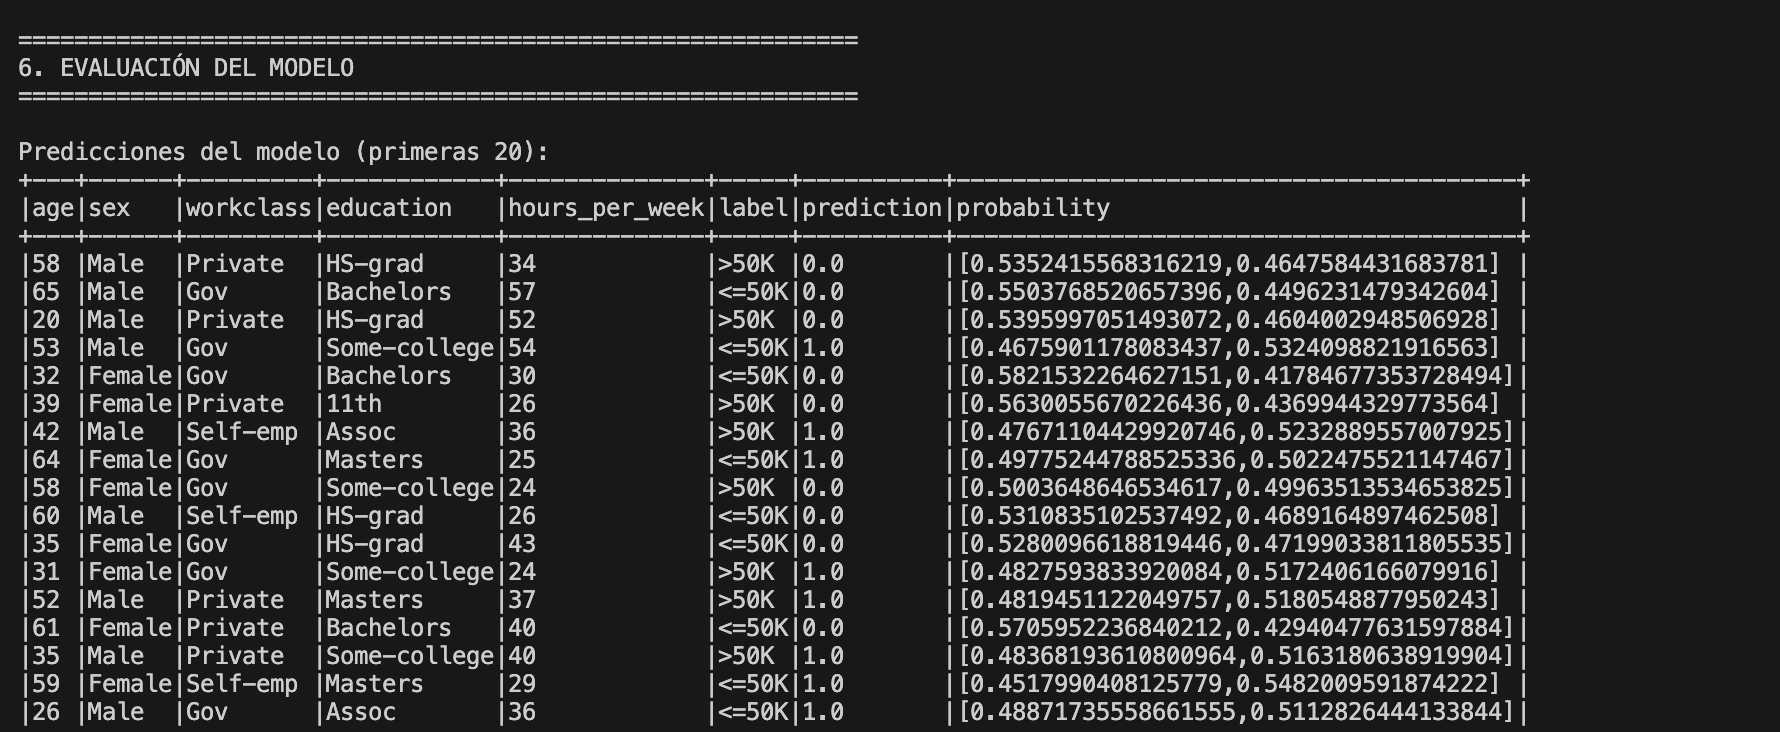 ============================================================
6. EVALUACIÓN DEL MODELO
============================================================
Predicciones del modelo (primeras 20):
+---+------+---------+-------------+--------------+-----+----------+----------------------------------------+
|age|sex   |workclass|education    |hours_per_week|label|prediction|probability                             |
+---+------+---------+-------------+--------------+-----+----------+----------------------------------------+
|58 |Male  |Private  |HS-grad      |34            |>50K |0.0       |[0.5352415568316219,0.4647584431683781] |
|65 |Male  |Gov      |Bachelors    |57            |<=50K|0.0       |[0.5503768520657396,0.4496231479342604] |
|20 |Male  |Private  |HS-grad      |52            |>50K |0.0       |[0.5395997051493072,0.4604002948506928] |
|53 |Male  |Gov      |Some-college|54            |<=50K|1.0       |[0.4675901178083437,0.5324098821916563] |
|32 |Female|Gov      |Bachelors    |30            |<=50K|0.0       |[0.5821532264627151,0.41784677353728494]|
|39 |Female|Private  |11th         |26            |>50K |0.0       |[0.5630055670226436,0.4369944329773564] |
|42 |Male  |Self-emp |Assoc        |36            |>50K |1.0       |[0.47671104429920746,0.5232889557007925]|
|64 |Female|Gov      |Masters      |25            |<=50K|1.0       |[0.49775244788525336,0.5022475521147467]|
|58 |Female|Gov      |Some-college|24            |>50K |0.0       |[0.5003648646534617,0.49963513534653825]|
|60 |Male  |Self-emp |HS-grad      |26            |<=50K|0.0       |[0.5310835102537492,0.4689164897462508] |
|35 |Female|Gov      |HS-grad      |43            |<=50K|0.0       |[0.5280096618819446,0.47199033811805535]|
|31 |Female|Gov      |Some-college|24            |>50K |1.0       |[0.4827593833920084,0.5172406166079916] |
|52 |Male  |Private  |Masters      |37            |>50K |1.0       |[0.4819451122049757,0.5180548877950243] |
|61 |Female|Private  |Bachelors    |40            |<=50K|0.0       |[0.5705952236840212,0.42940477631597884]|
|35 |Male  |Private  |Some-college|40            |>50K |1.0       |[0.48368193610800964,0.5163180638919904]|
|59 |Female|Self-emp |Masters      |29            |<=50K|1.0       |[0.4517990408125779,0.5482009591874222] |
|26 |Male  |Gov      |Assoc        |36            |<=50K|1.0       |[0.48871735558661555,0.5112826444133844]|